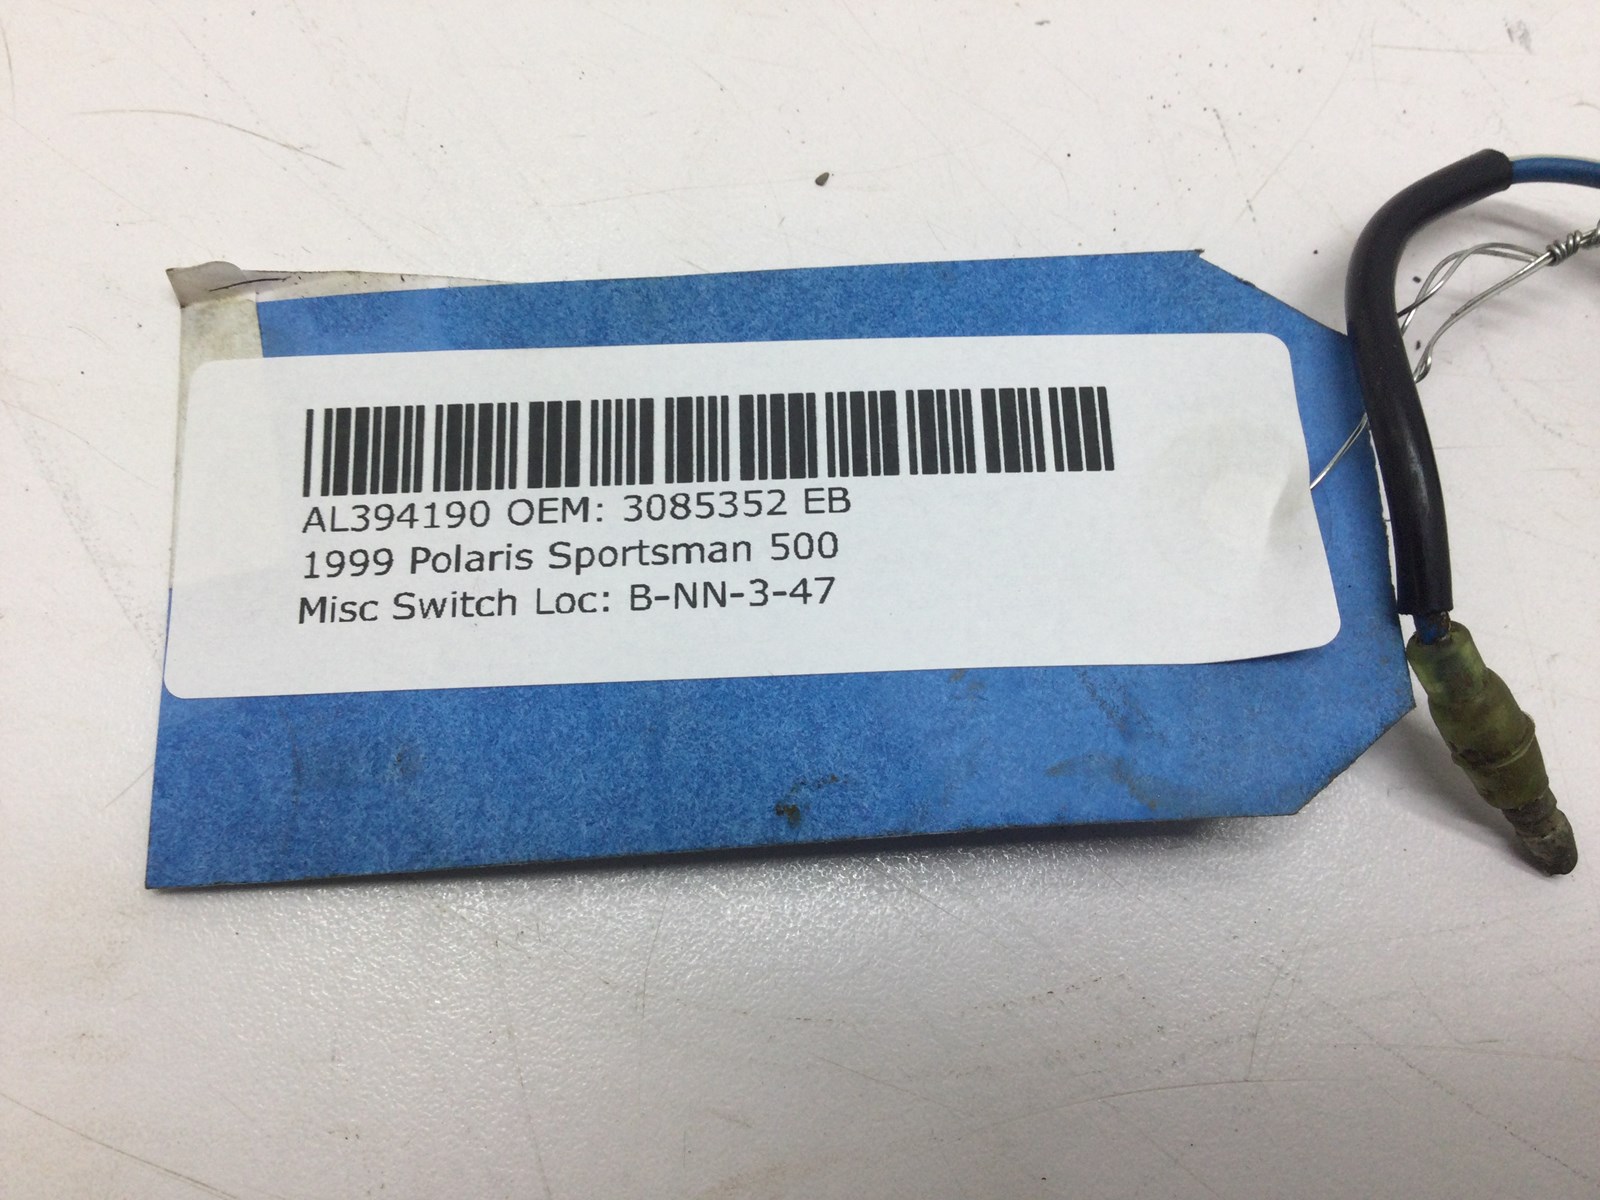 AL394190 OEM: 3085352 EB
1999 Polaris Sportsman 500
Misc Switch Loc: B-NN-3-47